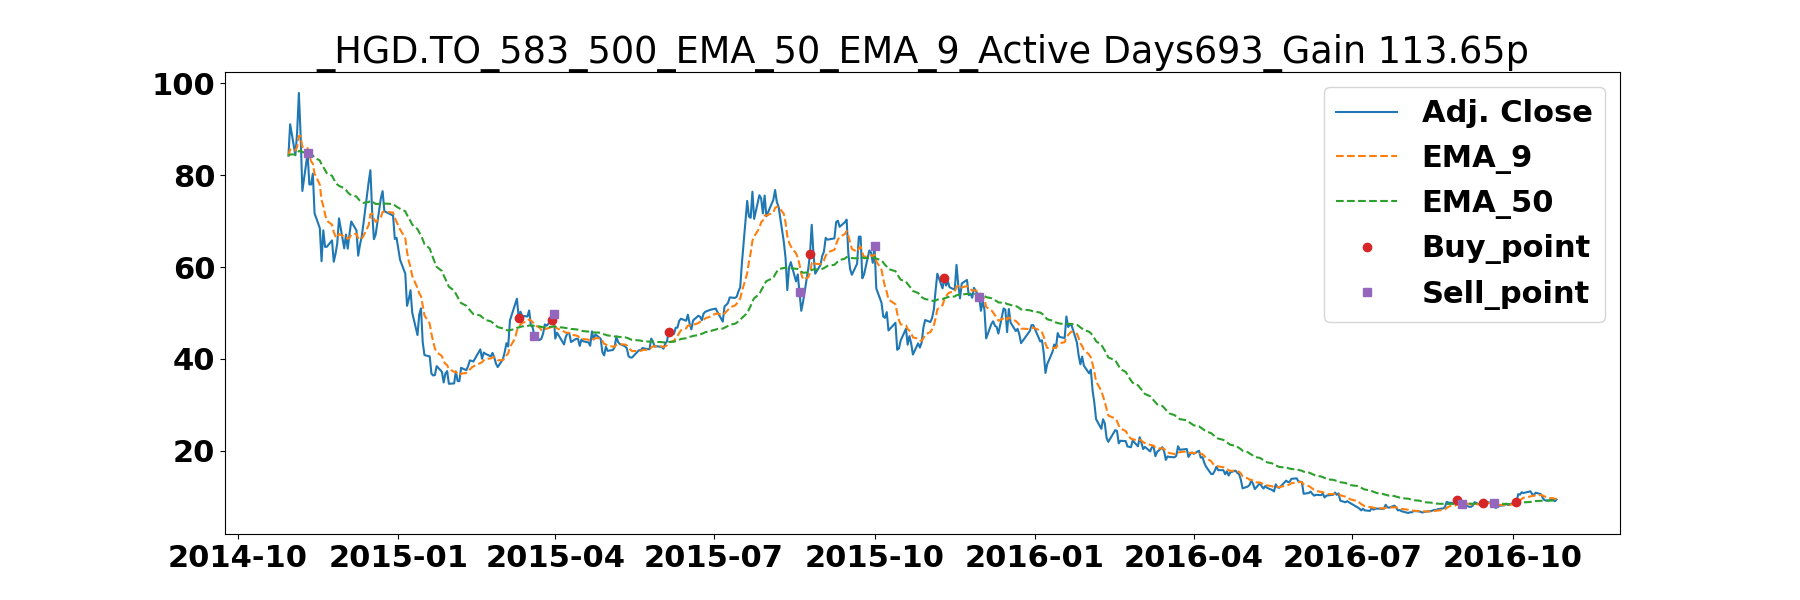 _HGD.TO_583_500_EMA_50_EMA_9_Active Days693_Gain 113.65p
100
80
60
40
20
Adj. Close
EMA_9
EMA_50
Buy_point
Sell_point
2014-10 2015-01 2015-04 2015-07 2015-10 2016-01 2016-04 2016-07 2016-10